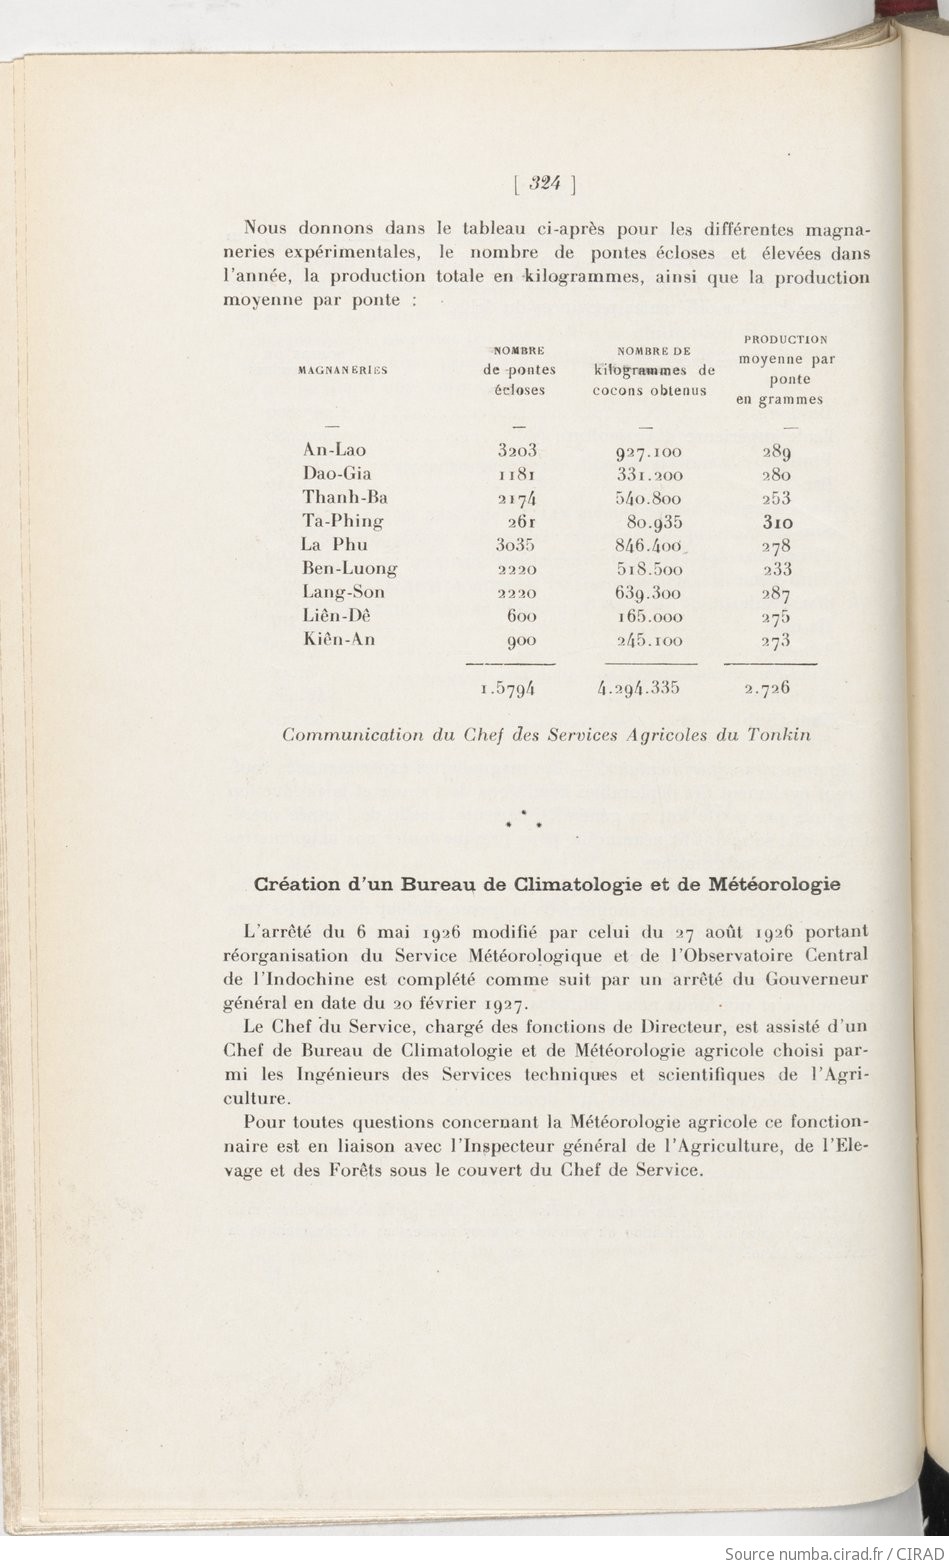 [ 324 ]
Nous donnons dans le tableau ci-après pour les différentes magna-
neries expérimentales, le nombre de pontes écloses et élevées dans
l'année, la production totale en kilogrammes, ainsi que la production
moyenne par ponte :
MAGNANERIES NOMBRE de pontes écloses NOMBRE DE kilogrammes de cocons obtenus PRODUCTION moyenne par ponte en grammes
— — — —
An-Lao 3203 927.100 289
Dao-Gia 1181 331.200 280
Thanh-Ba 2174 540.800 253
Ta-Phing 261 80.935 310
La Phu 3035 846.400 278
Ben-Luong 2220 518.500 233
Lang-Son 2220 639.300 287
Liên-Dê 600 165.000 275
Kiên-An 900 245.100 273
1.5794 4.294.335 2.726
Communication du Chef des Services Agricoles du Tonkin
* * *
Création d'un Bureau de Climatologie et de Météorologie
L'arrêté du 6 mai 1926 modifié par celui du 27 août 1926 portant
réorganisation du Service Météorologique et de l'Observatoire Central
de l'Indochine est complété comme suit par un arrêté du Gouverneur
général en date du 20 février 1927.
Le Chef du Service, chargé des fonctions de Directeur, est assisté d'un
Chef de Bureau de Climatologie et de Météorologie agricole choisi par-
mi les Ingénieurs des Services techniques et scientifiques de l'Agri-
culture.
Pour toutes questions concernant la Météorologie agricole ce fonction-
naire est en liaison avec l'Inspecteur général de l'Agriculture, de l'Ele-
vage et des Forêts sous le couvert du Chef de Service.
Source numba.cirad.fr / CIRAD